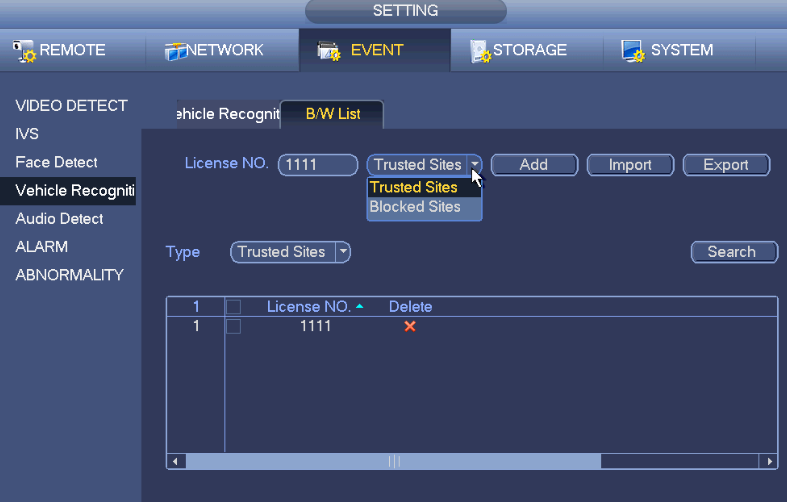 SETTING
REMOTE NETWORK EVENT STORAGE SYSTEM
VIDEO DETECT
IVS
Face Detect
Vehicle Recogniti
Audio Detect
ALARM
ABNORMALITY
ehicle Recognit B/W List
License NO. 1111 Trusted Sites Add Import Export
Trusted Sites
Blocked Sites
Type Trusted Sites Search
1 License NO. Delete
1 1111